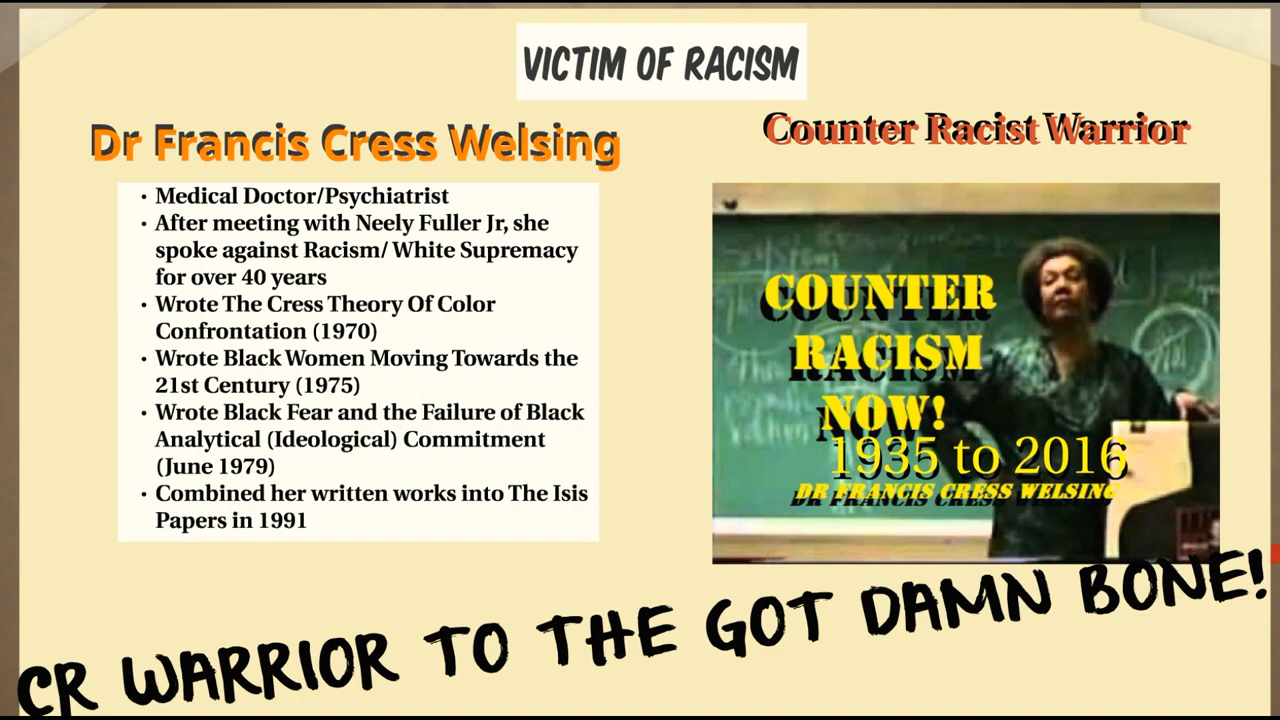 VICTIM OF RACISM
Dr Francis Cress Welsing
• Medical Doctor/Psychiatrist
• After meeting with Neely Fuller Jr, she
spoke against Racism/ White Supremacy
for over 40 years
• Wrote The Cress Theory Of Color
Confrontation (1970)
• Wrote Black Women Moving Towards the
21st Century (1975)
• Wrote Black Fear and the Failure of Black
Analytical (Ideological) Commitment
(June 1979)
• Combined her written works into The Isis
Papers in 1991
Counter Racist Warrior
COUNTER
RACISM
NOW!
1935 to 2016
DR FRANCIS CRESS WELSING
CR WARRIOR TO THE GOT DAMN BONE!